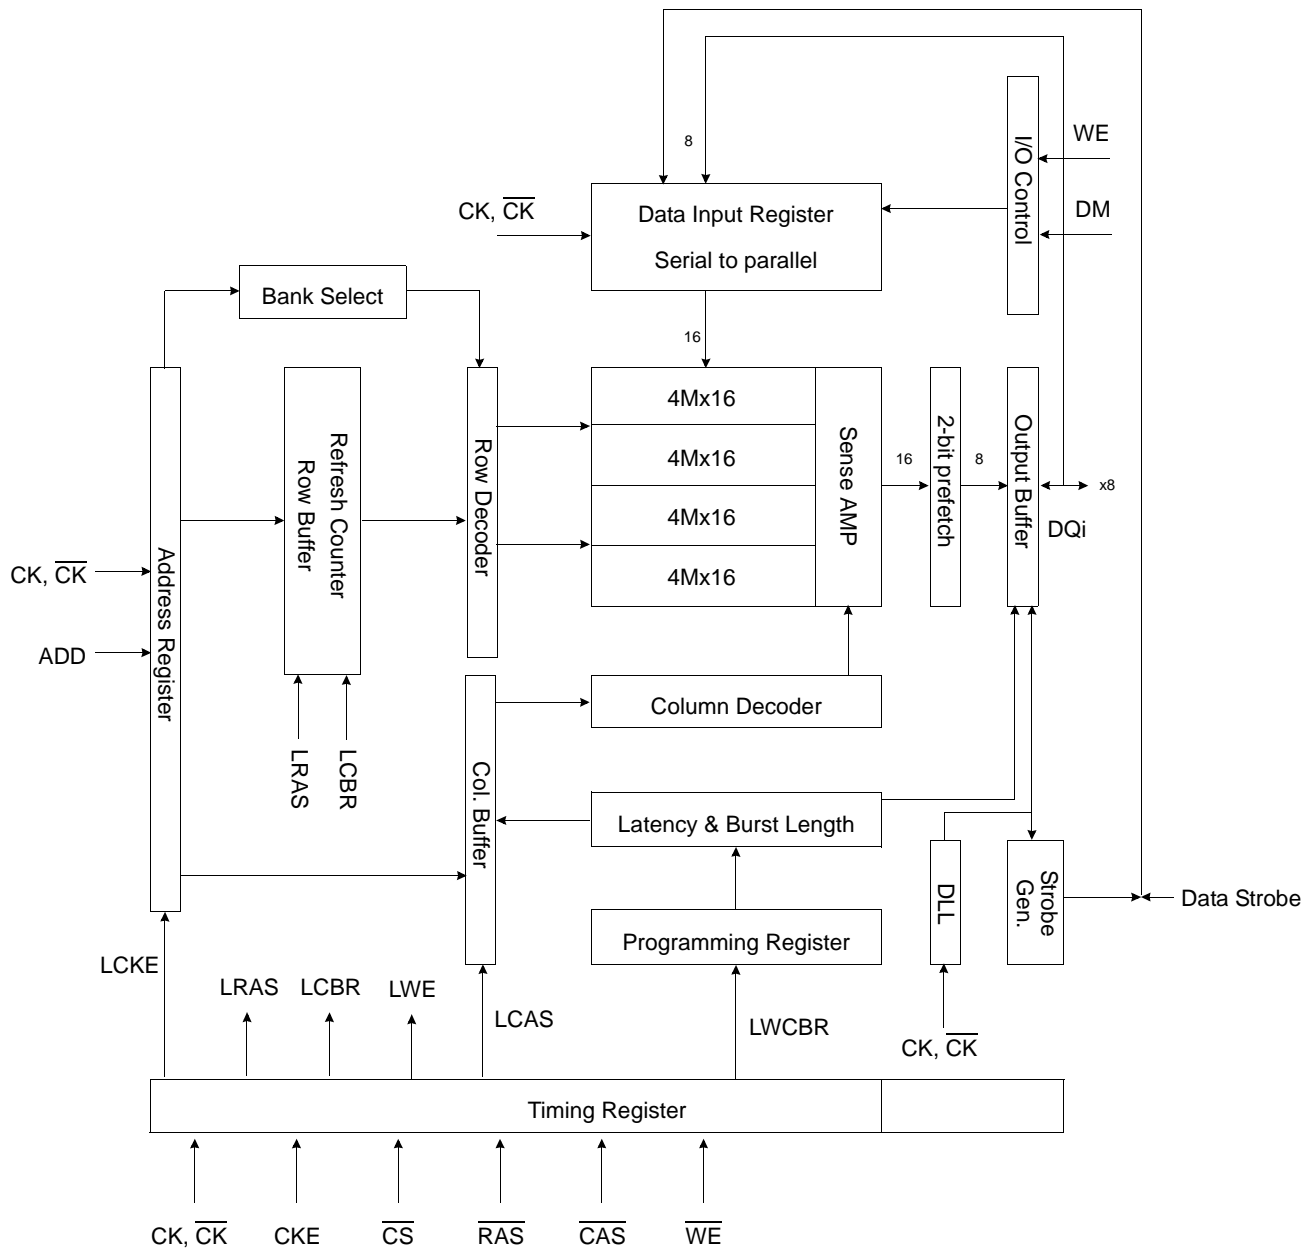 8
WE
I/O Control
DM
CK, CK
Data Input Register
Serial to parallel
Bank Select
16
4Mx16
4Mx16
4Mx16
4Mx16
Sense AMP
16
2-bit prefetch
8
Output Buffer
x8
DQi
Refresh Counter
Row Buffer
Row Decoder
CK, CK
ADD
Address Register
LRAS
LCBR
Col. Buffer
Column Decoder
Latency & Burst Length
Programming Register
DLL
Strobe
Gen.
Data Strobe
LCKE
LRAS
LCBR
LWE
LCAS
LWCBR
CK, CK
Timing Register
CK, CK
CKE
CS
RAS
CAS
WE